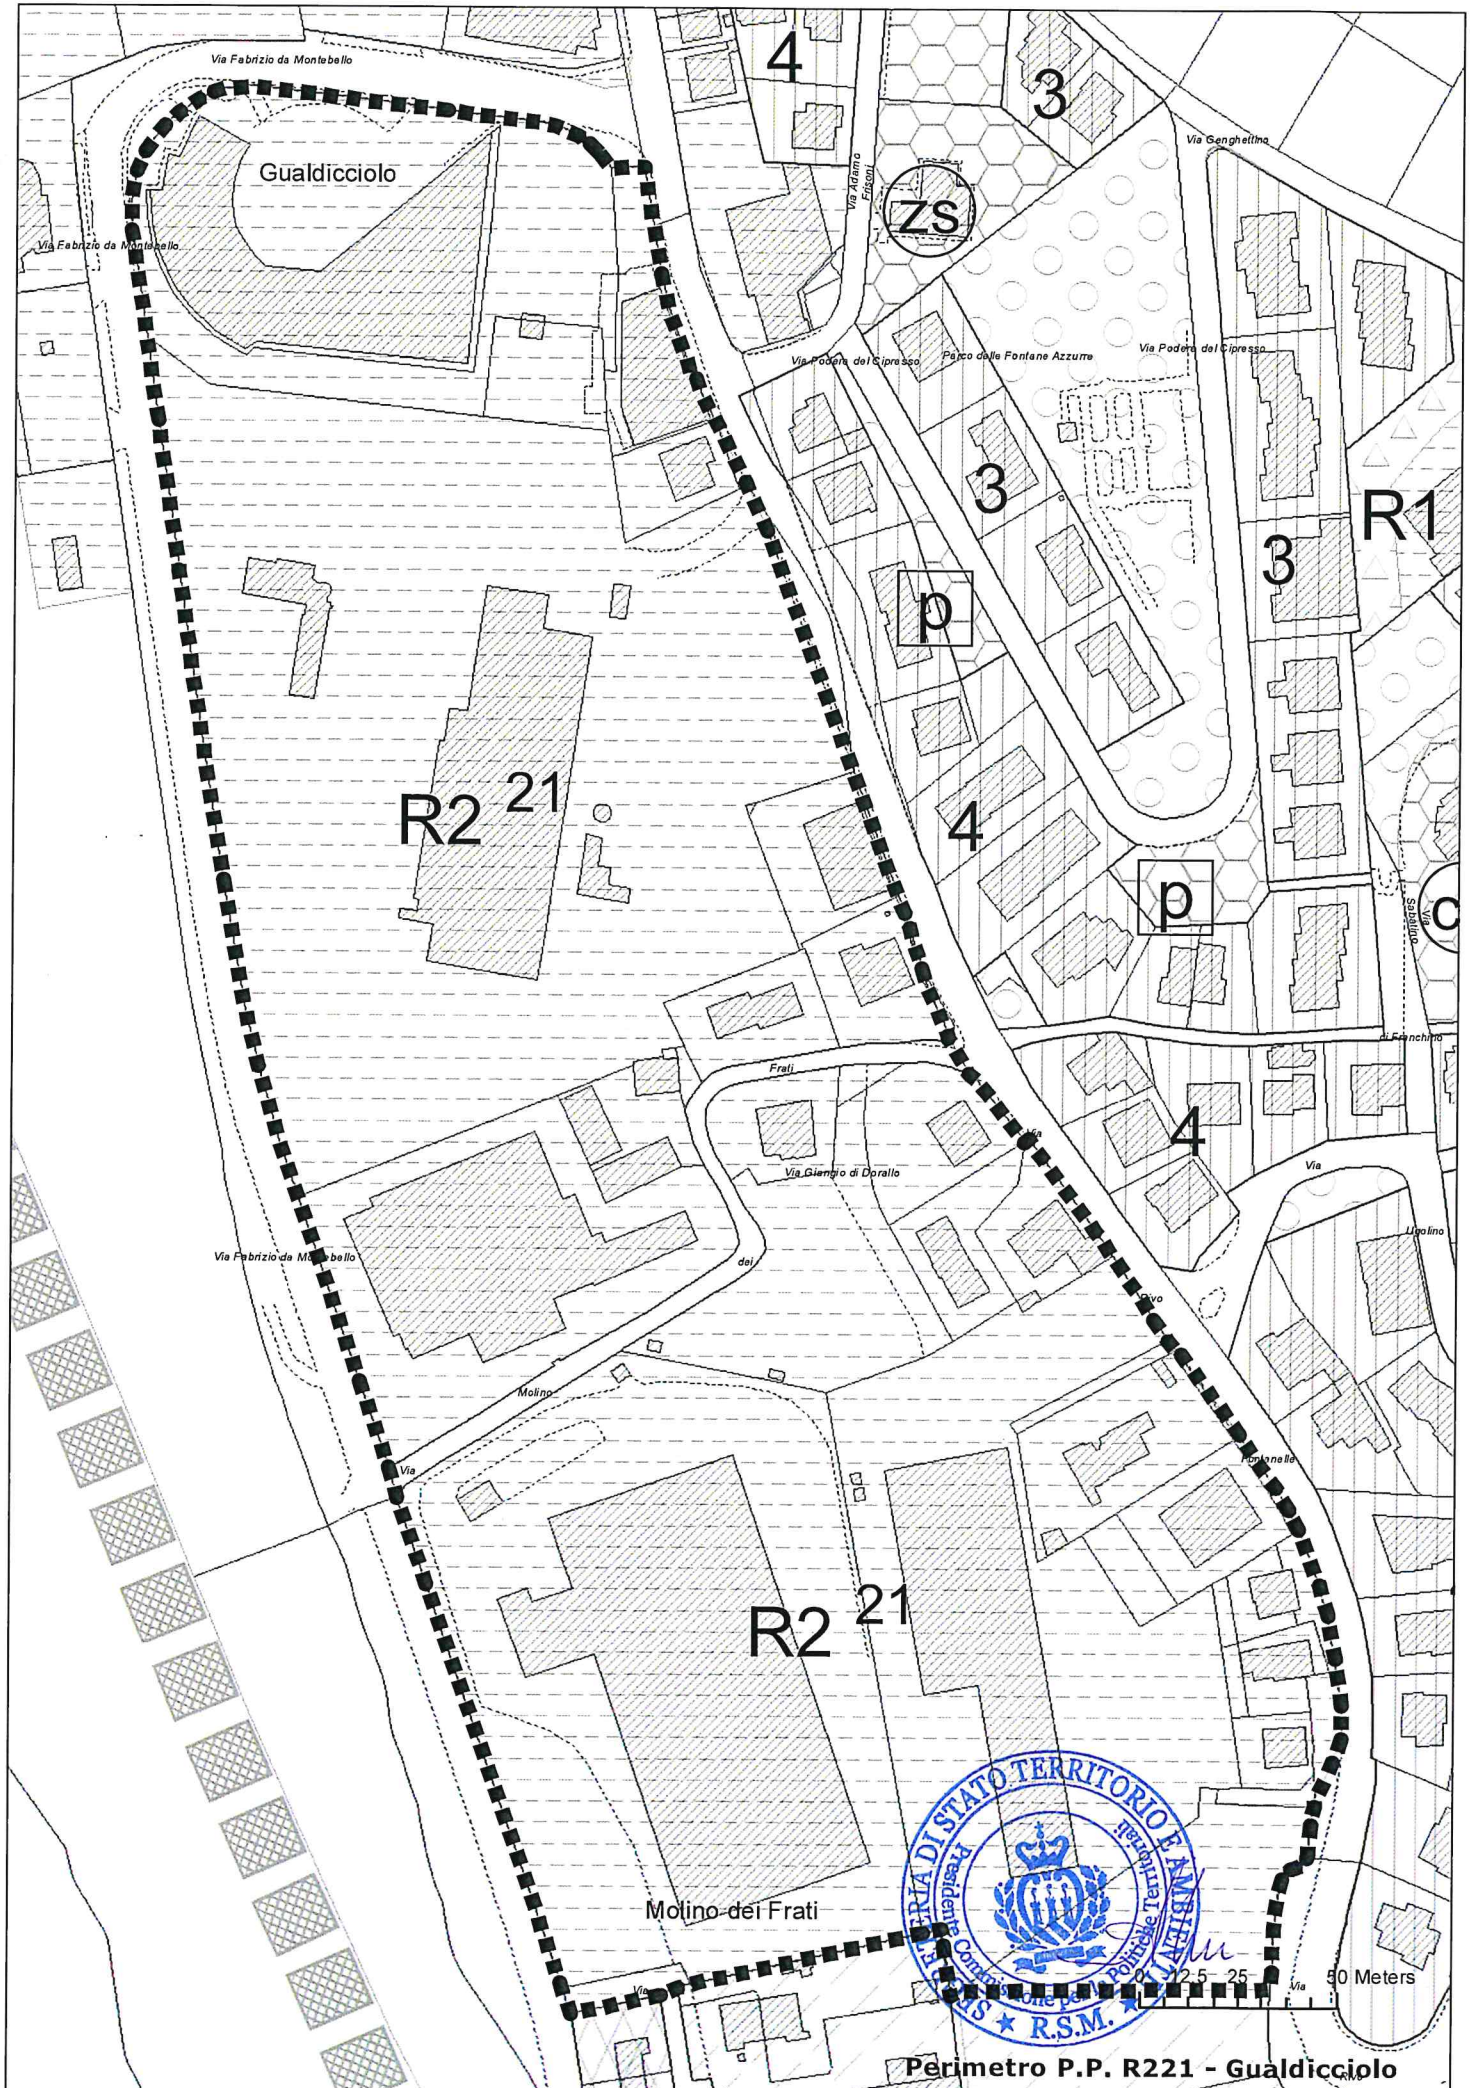 Via Fabrizio da Montebello
4
3
Gualdicciolo
Via Genghettino
Via Adamo
Frisoni
zs
Via Fabrizio da Montebello
Via Podere del Cipresso
Parco delle Fontane Azzurre
Via Podere del Cipresso
3
R1
3
p
R2 21
4
p
c
Via
Sabatino
di Franchino
Frati
Via
4
Via Giangio di Dorallo
Via
Ugolino
Via Fabrizio da Montebello
dei
Rivo
Molino
Via
Fontanelle
R2 21
Molino dei Frati
SEGRETERIA DI STATO TERRITORIO E AMBIENTE
Presidente Commissione per le Politiche Territoriali
R.S.M.
0 12.5 25 50 Meters
Via
Via
Perimetro P.P. R221 - Gualdicciolo